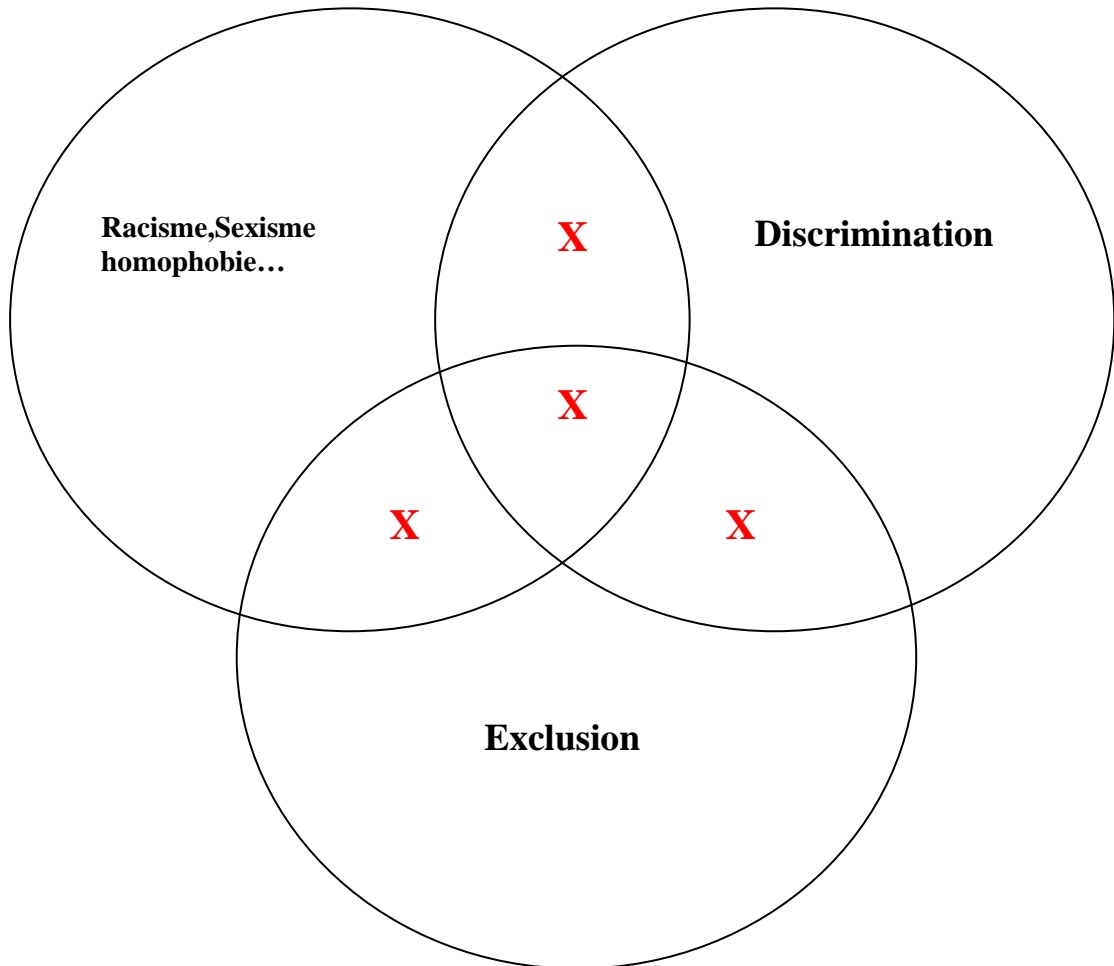 Racisme,Sexisme
homophobie…
X
Discrimination
X
X
X
Exclusion